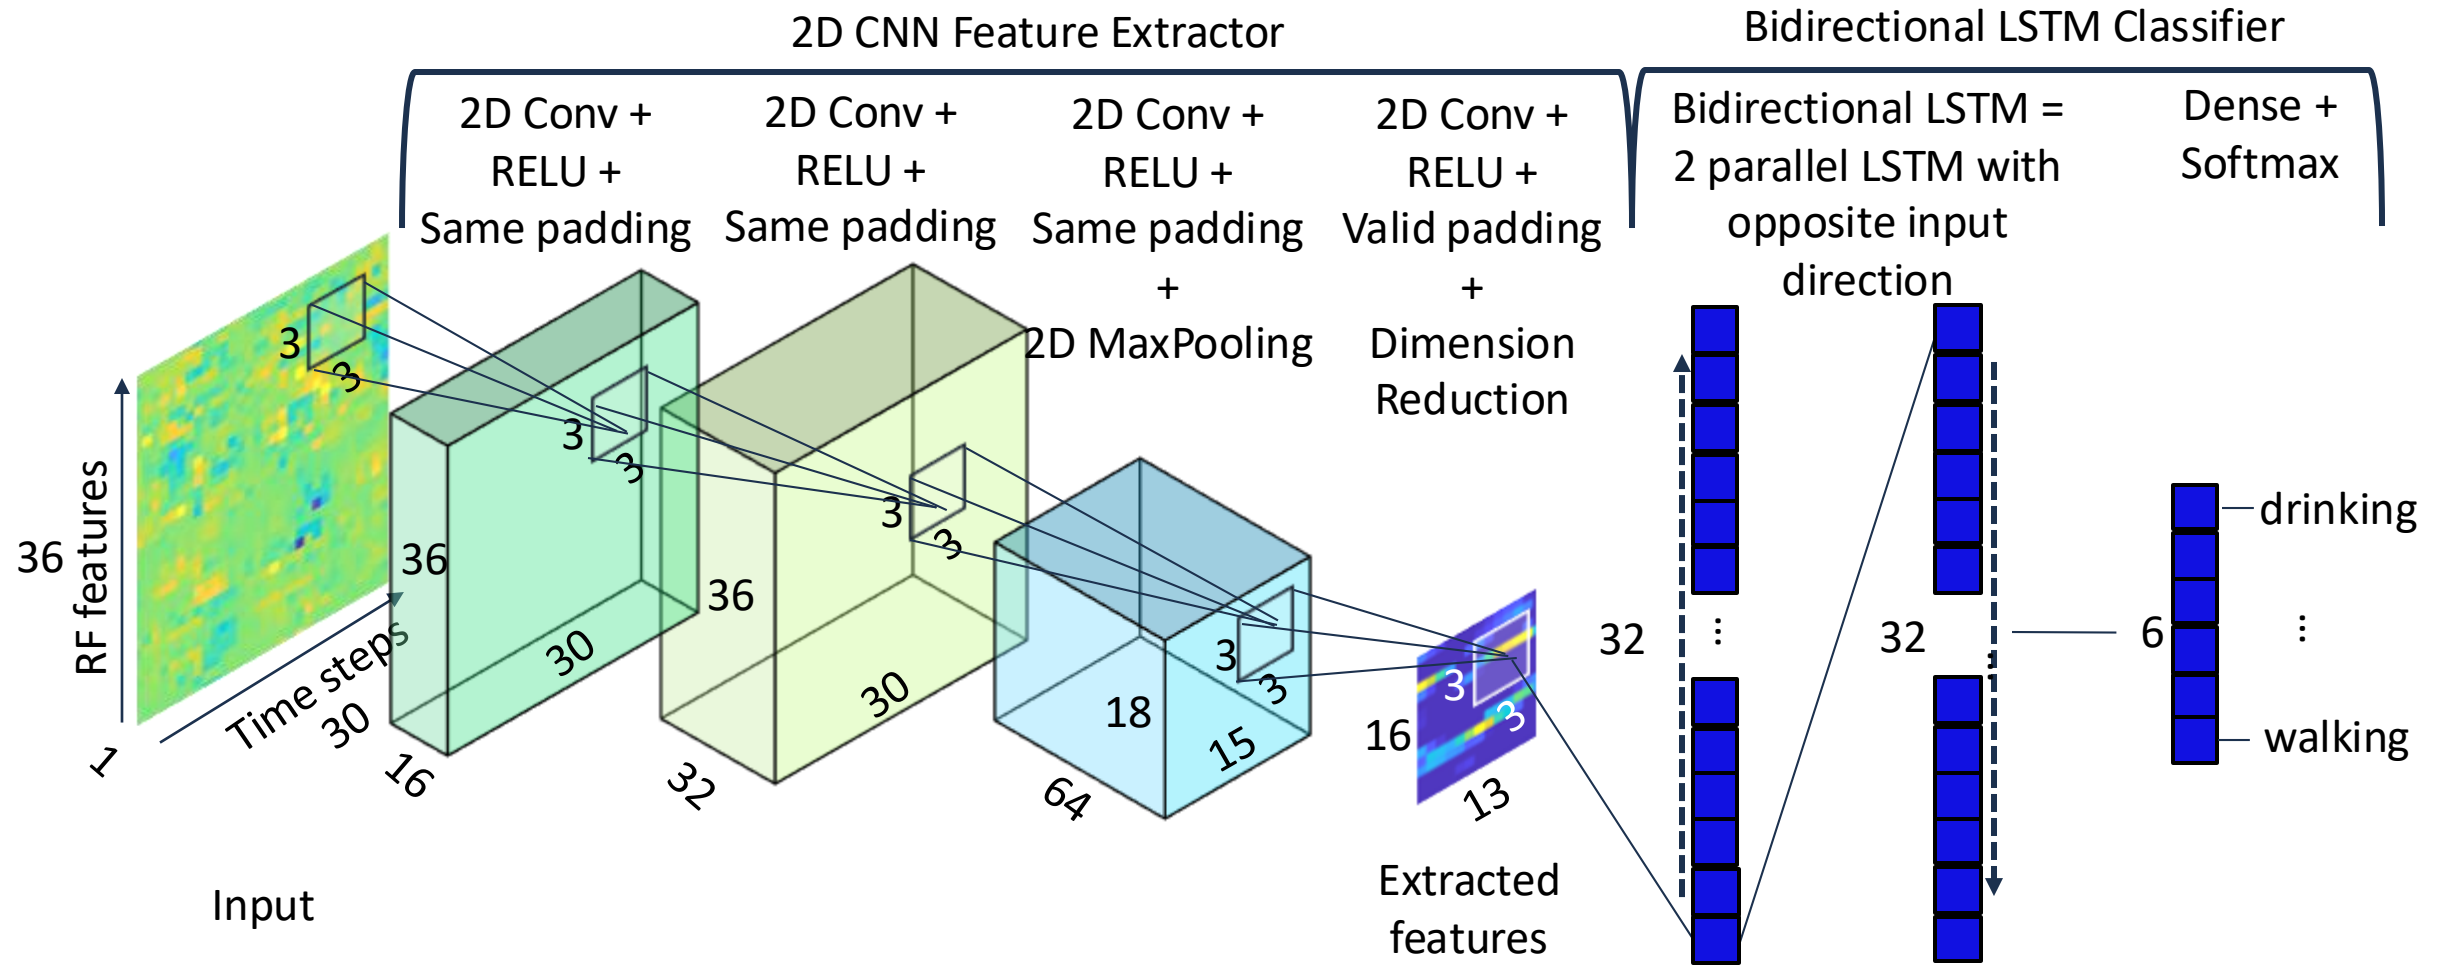 2D CNN Feature Extractor
Bidirectional LSTM Classifier
2D Conv +
RELU +
Same padding
2D Conv +
RELU +
Same padding
2D Conv +
RELU +
Same padding
+
2D MaxPooling
2D Conv +
RELU +
Valid padding
+
Dimension
Reduction
Bidirectional LSTM =
2 parallel LSTM with
opposite input
direction
Dense +
Softmax
36
RF features
Time steps
30
1
3
3
Input
36
30
16
3
3
36
30
32
3
3
18
15
64
3
3
16
13
3
3
Extracted
features
32
...
32
...
6
drinking
...
walking